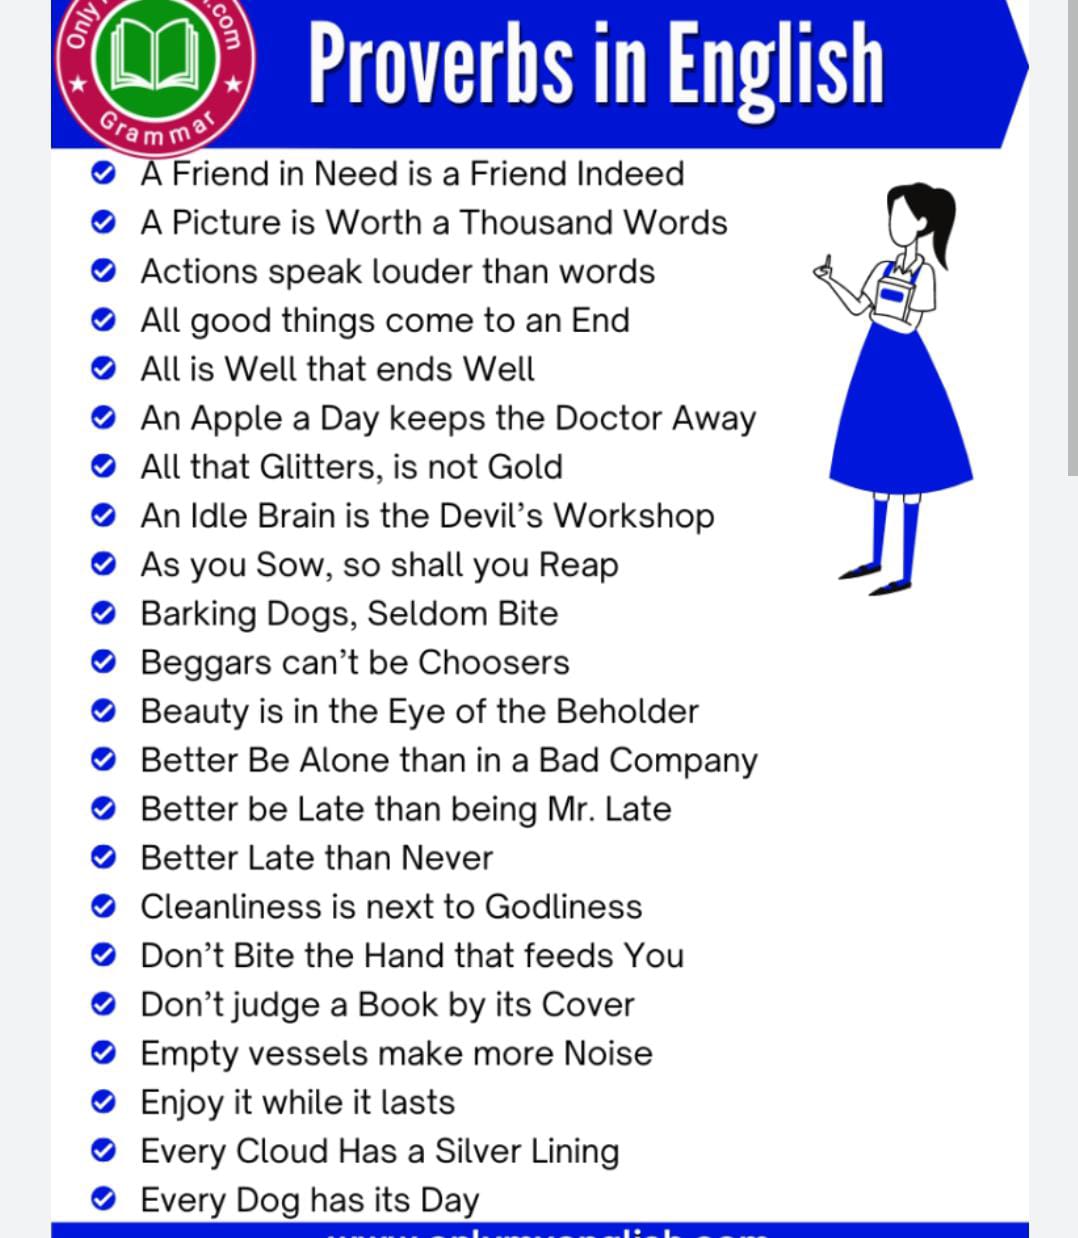 Only
.com
Grammar
Proverbs in English
A Friend in Need is a Friend Indeed
A Picture is Worth a Thousand Words
Actions speak louder than words
All good things come to an End
All is Well that ends Well
An Apple a Day keeps the Doctor Away
All that Glitters, is not Gold
An Idle Brain is the Devil’s Workshop
As you Sow, so shall you Reap
Barking Dogs, Seldom Bite
Beggars can’t be Choosers
Beauty is in the Eye of the Beholder
Better Be Alone than in a Bad Company
Better be Late than being Mr. Late
Better Late than Never
Cleanliness is next to Godliness
Don’t Bite the Hand that feeds You
Don’t judge a Book by its Cover
Empty vessels make more Noise
Enjoy it while it lasts
Every Cloud Has a Silver Lining
Every Dog has its Day
www.onlymyenglish.com